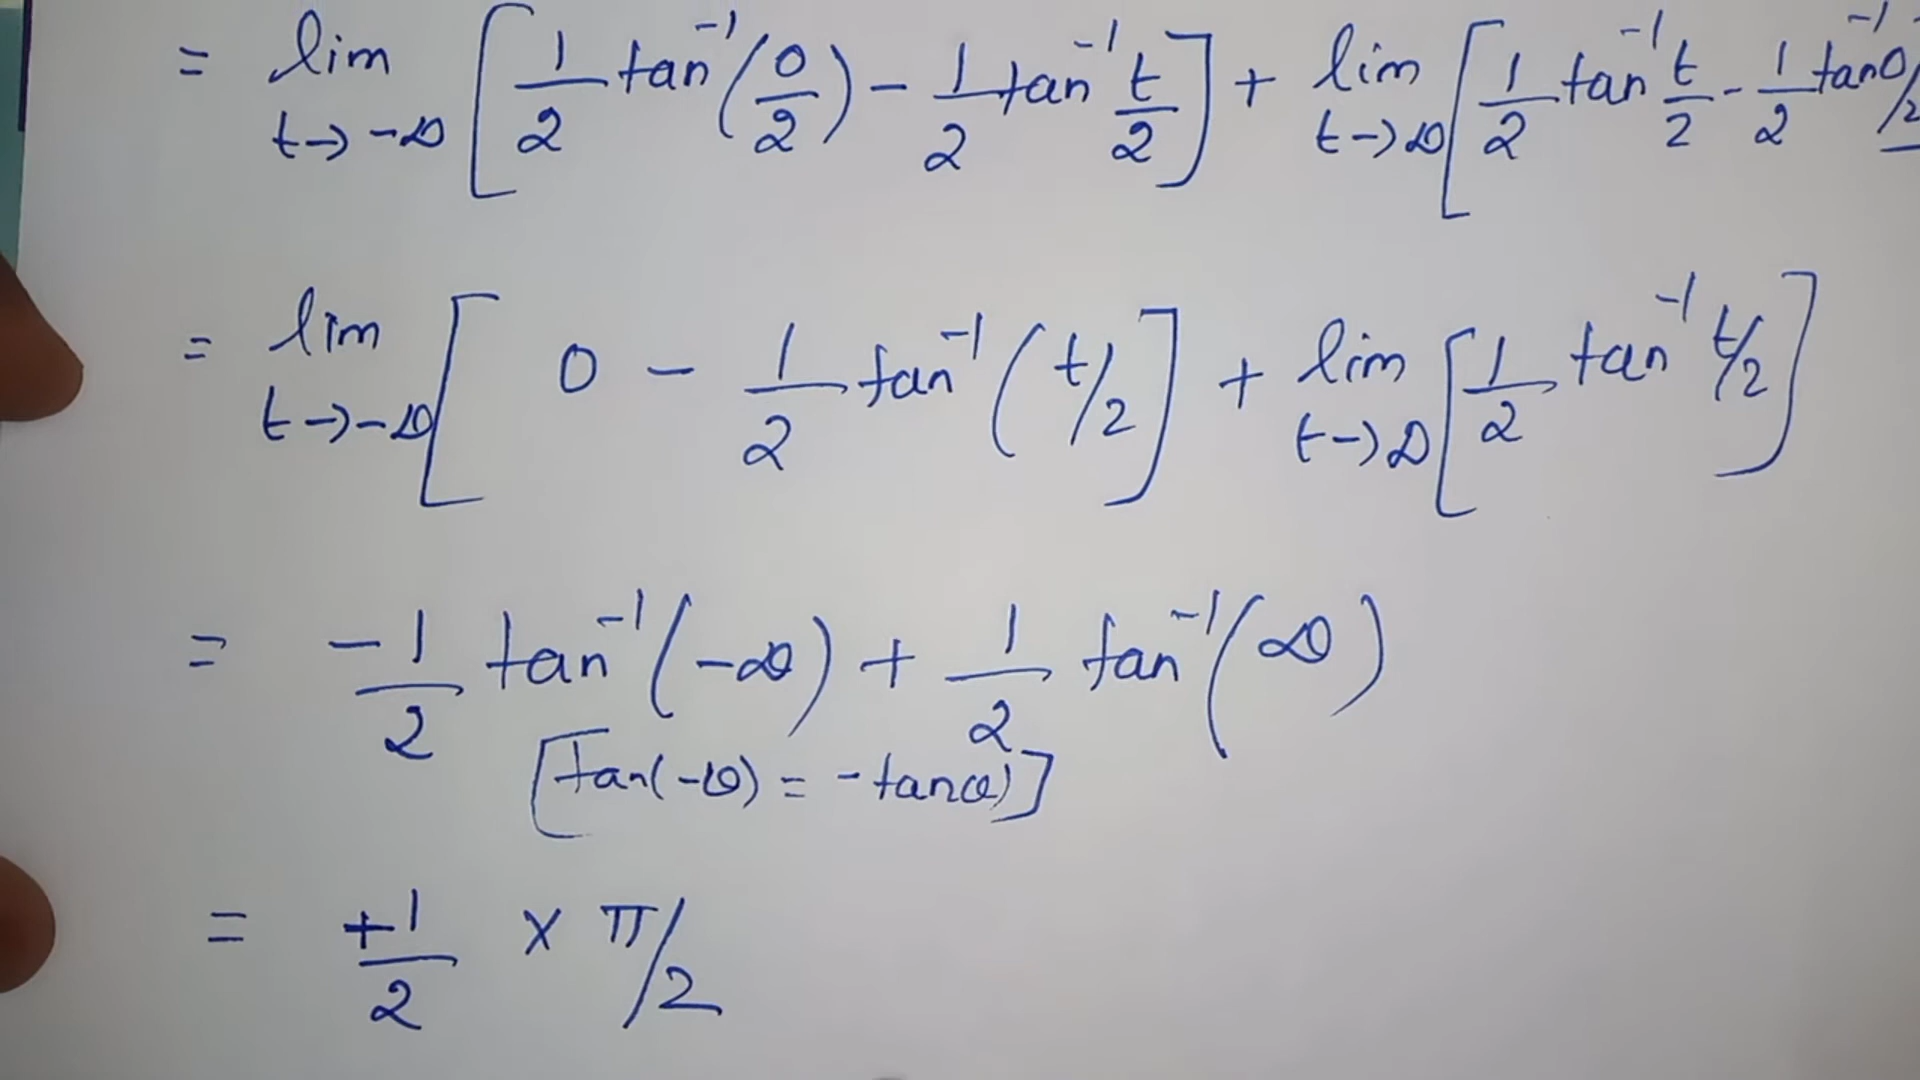 = lim t→-∞ [ 1/2 tan⁻¹(0/2) - 1/2 tan⁻¹ t/2 ] + lim t→∞ [ 1/2 tan⁻¹ t/2 - 1/2 tan⁻¹ 0/2
= lim t→-∞ [ 0 - 1/2 tan⁻¹ (t/2 ] + lim t→∞ [ 1/2 tan⁻¹ t/2 ]
= -1/2 tan⁻¹(-∞) + 1/2 tan⁻¹(∞)
[Tan(-θ) = -tanθ)]
= +1/2 × π/2